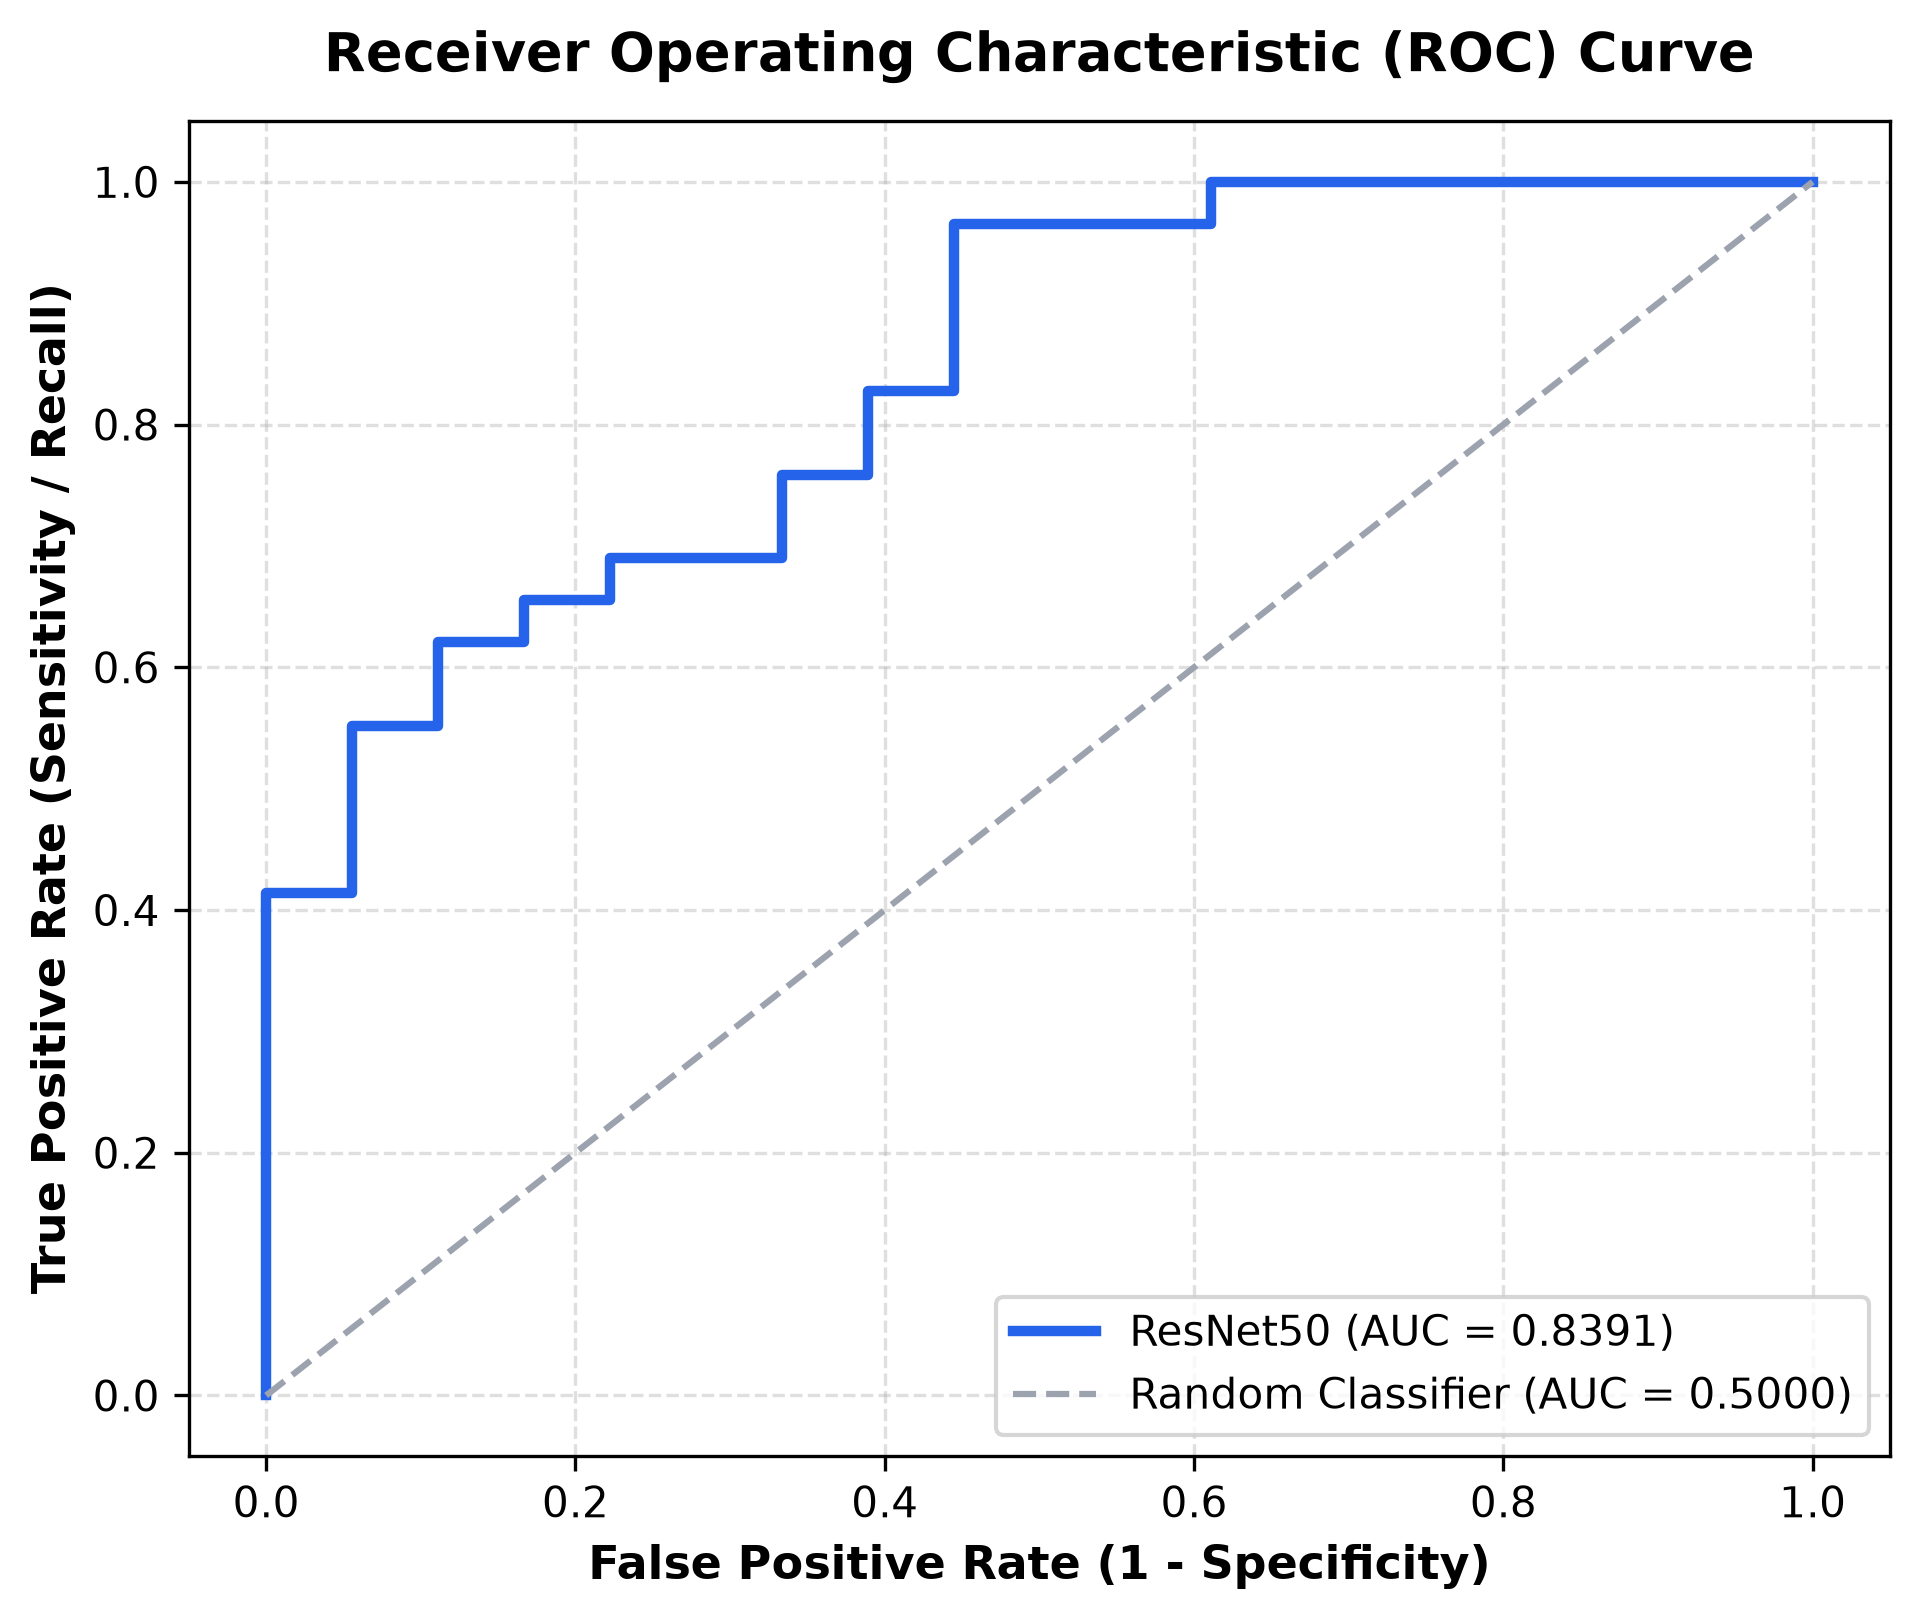 Receiver Operating Characteristic (ROC) Curve
True Positive Rate (Sensitivity / Recall)
1.0
0.8
0.6
0.4
0.2
0.0
ResNet50 (AUC = 0.8391)
Random Classifier (AUC = 0.5000)
0.0 0.2 0.4 0.6 0.8 1.0
False Positive Rate (1 - Specificity)